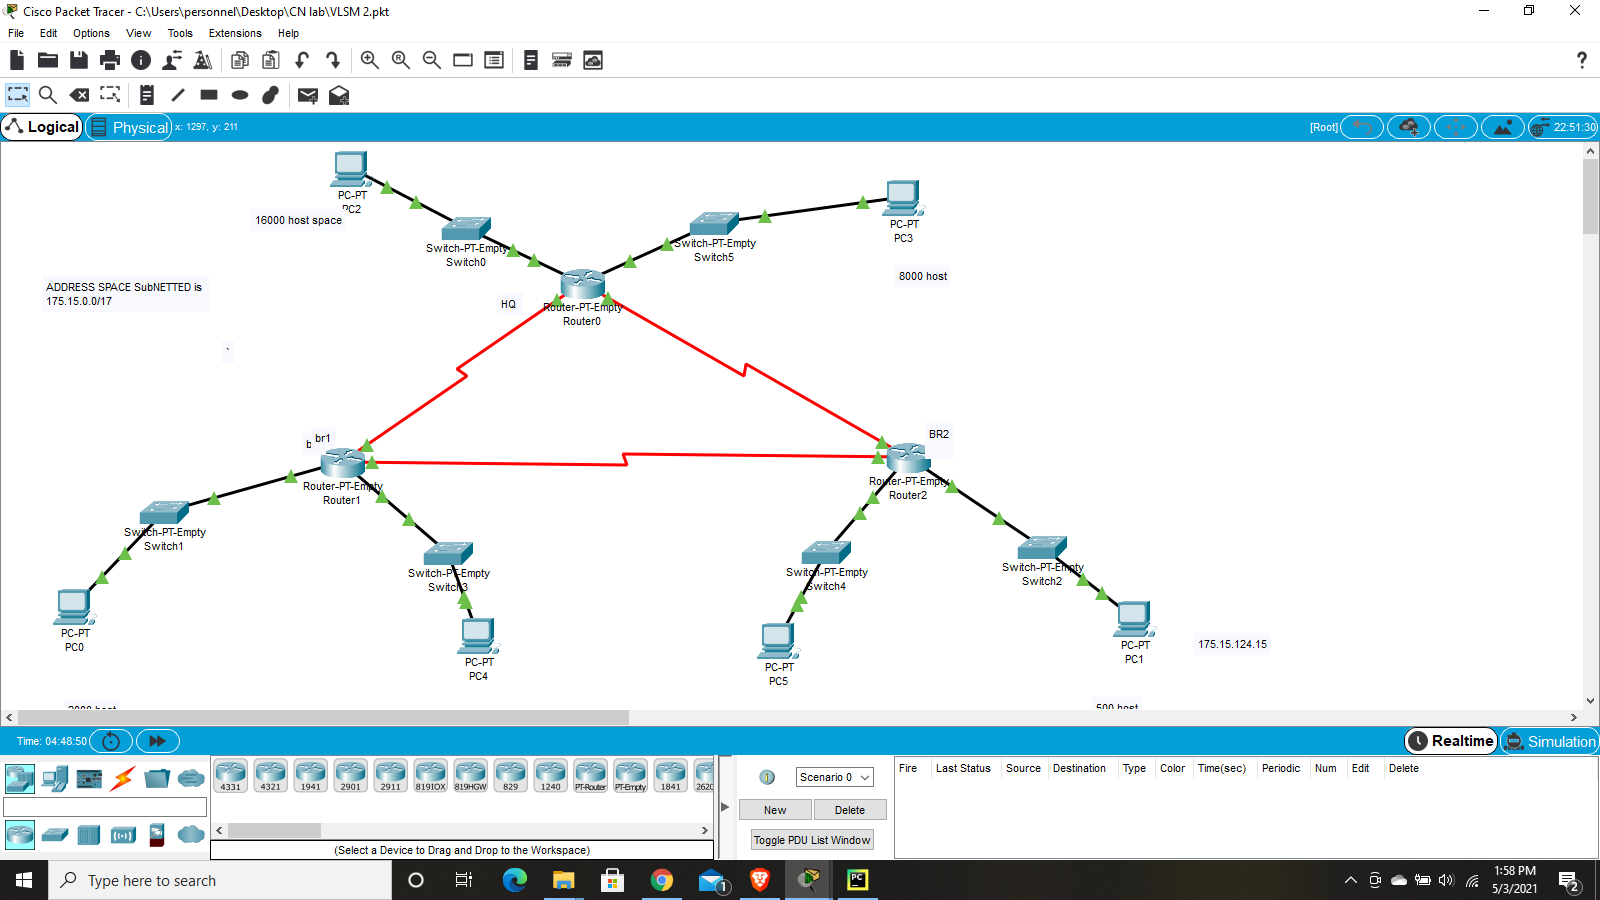 Cisco Packet Tracer - C:\Users\personnel\Desktop\CN lab\VLSM 2.pkt
File Edit Options View Tools Extensions Help
Logical
Physical
x: 1297, y: 211
[Root]
22:51:30
PC-PT
PC2
16000 host space
Switch-PT-Empty
Switch0
Switch-PT-Empty
Switch5
PC-PT
PC3
8000 host
ADDRESS SPACE SubNETTED is
175.15.0.0/17
HQ
Router-PT-Empty
Router0
`
br1
Router-PT-Empty
Router1
BR2
Router-PT-Empty
Router2
Switch-PT-Empty
Switch1
Switch-PT-Empty
Switch3
Switch-PT-Empty
Switch4
Switch-PT-Empty
Switch2
PC-PT
PC0
PC-PT
PC4
PC-PT
PC5
PC-PT
PC1
175.15.124.15
500 host
Time: 04:48:50
Realtime
Simulation
4331 4321 1941 2901 2911 819IOX 819HGW 829 1240 PT-Router PT-Empty 1841 2620
(Select a Device to Drag and Drop to the Workspace)
Scenario 0
New
Delete
Toggle PDU List Window
Fire Last Status Source Destination Type Color Time(sec) Periodic Num Edit Delete
Type here to search
1
PC
1:58 PM
5/3/2021
2